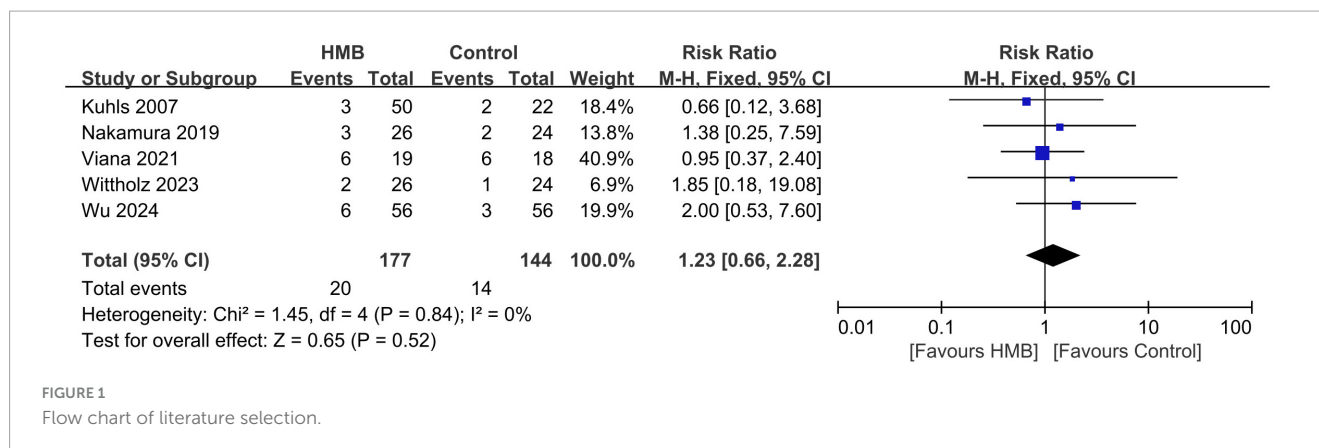 HMB Control Risk Ratio Risk Ratio
Study or Subgroup Events Total Events Total Weight M-H, Fixed, 95% CI M-H, Fixed, 95% CI
Kuhls 2007 3 50 2 22 18.4% 0.66 [0.12, 3.68]
Nakamura 2019 3 26 2 24 13.8% 1.38 [0.25, 7.59]
Viana 2021 6 19 6 18 40.9% 0.95 [0.37, 2.40]
Wittholz 2023 2 26 1 24 6.9% 1.85 [0.18, 19.08]
Wu 2024 6 56 3 56 19.9% 2.00 [0.53, 7.60]
Total (95% CI) 177 144 100.0% 1.23 [0.66, 2.28]
Total events 20 14
Heterogeneity: Chi² = 1.45, df = 4 (P = 0.84); I² = 0%
Test for overall effect: Z = 0.65 (P = 0.52)
0.01 0.1 1 10 100
[Favours HMB] [Favours Control]
FIGURE 1
Flow chart of literature selection.